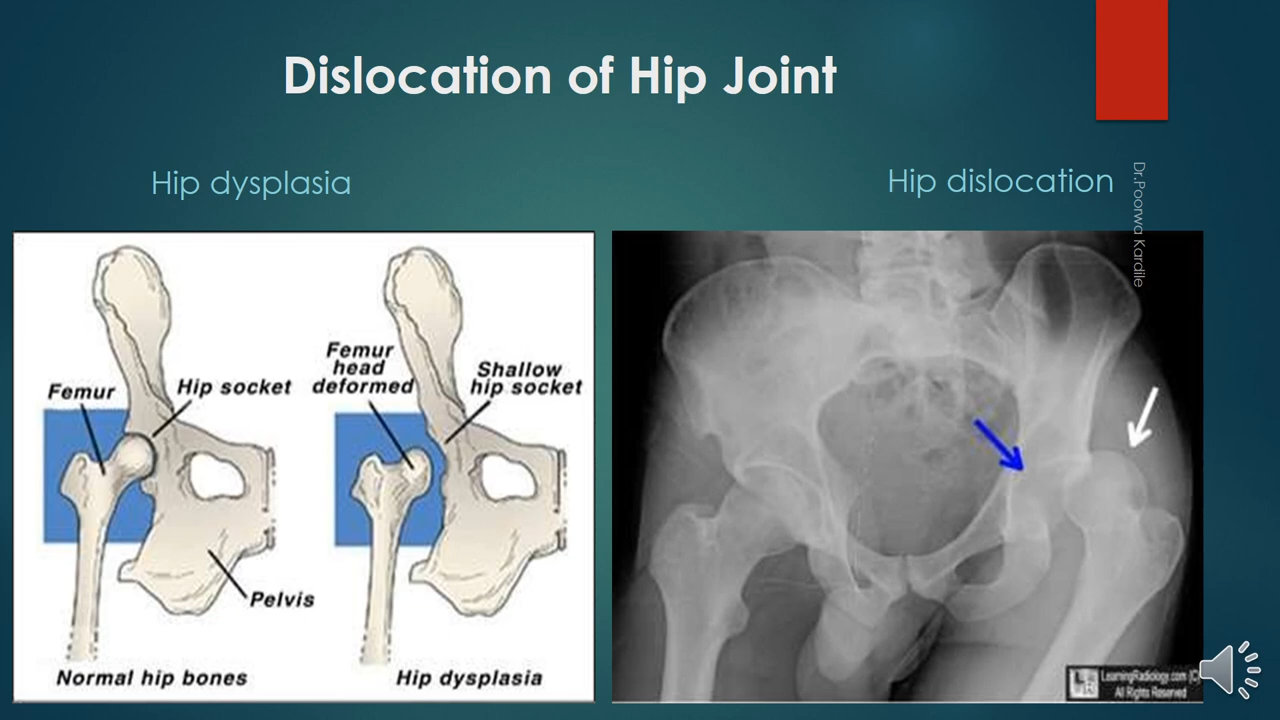 Dislocation of Hip Joint
Hip dysplasia
Hip dislocation
Dr.Poorwa Kardile
Femur
Hip socket
Femur
head
deformed
Shallow
hip socket
Pelvis
Normal hip bones
Hip dysplasia
LR
LearningRadiology.com (C)
All Rights Reserved